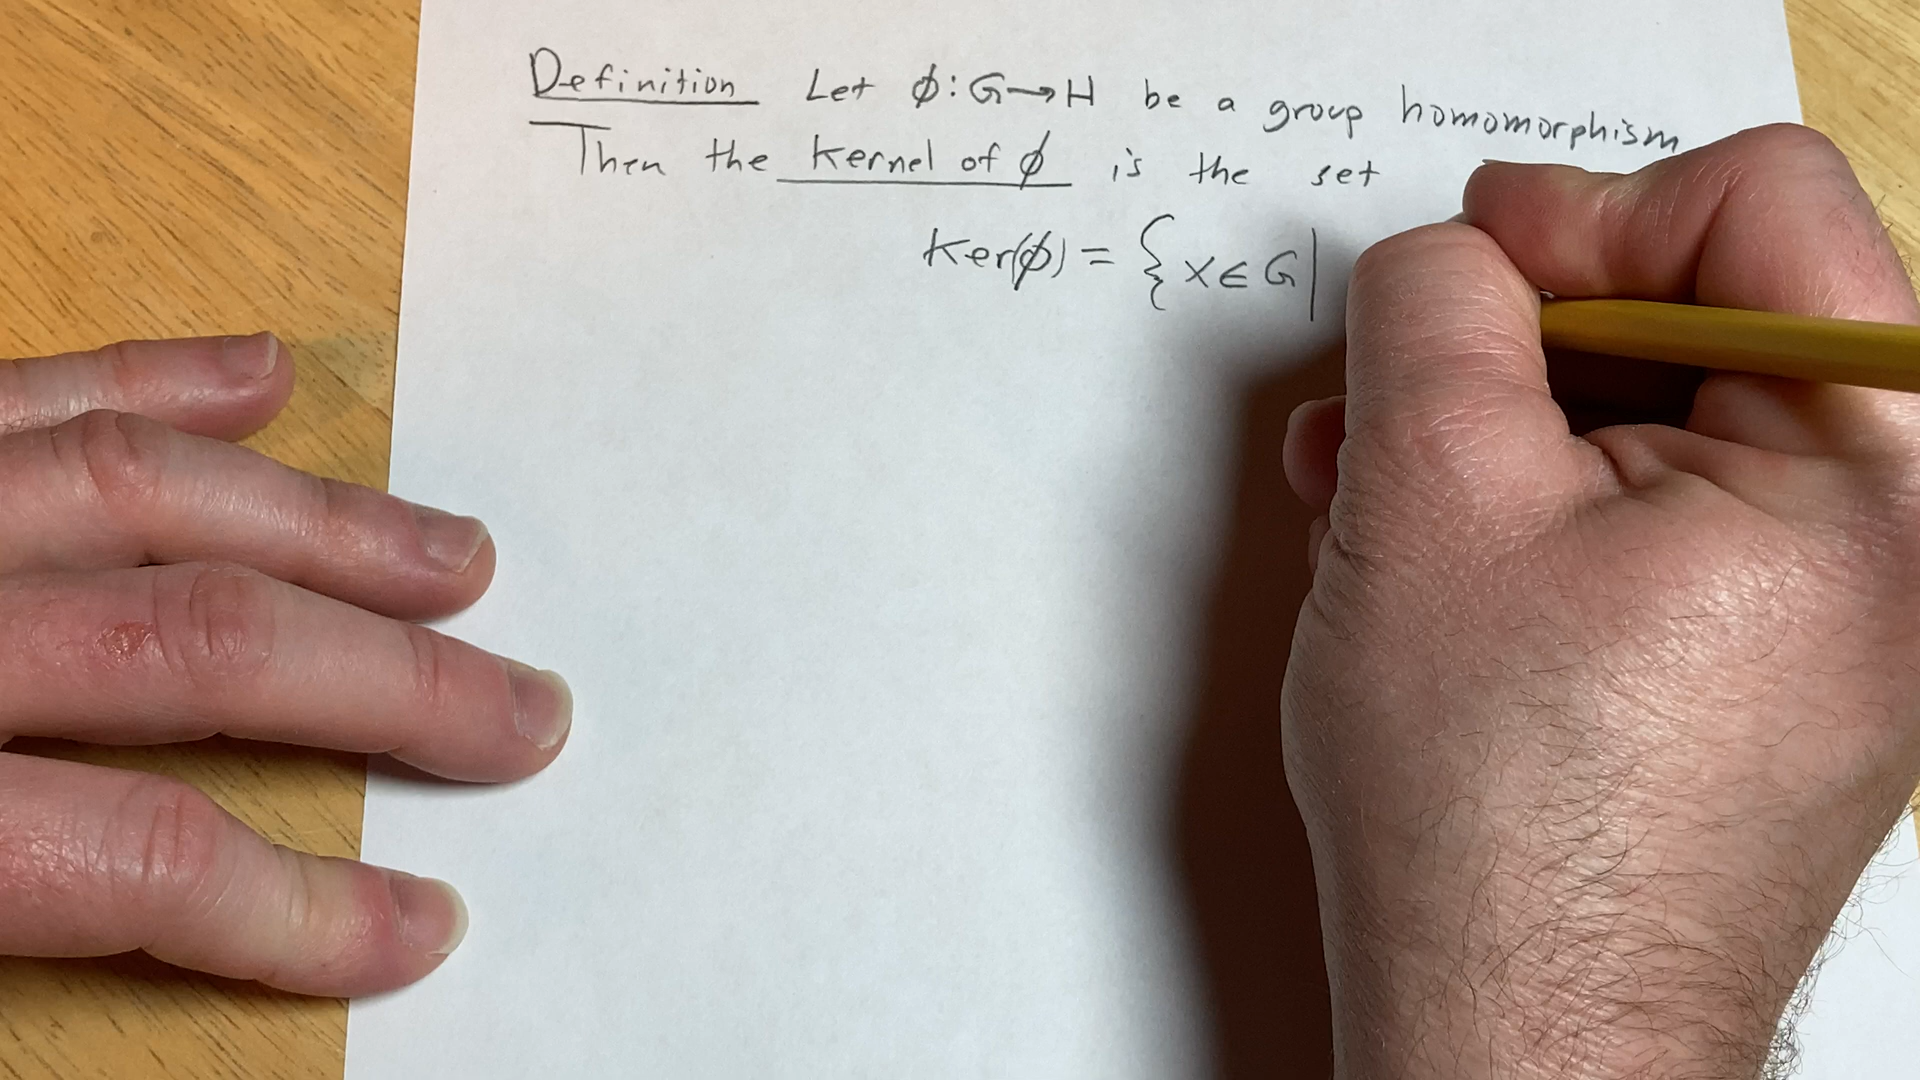 Definition Let ϕ: G→H be a group homomorphism
Then the kernel of ϕ is the set
Ker(ϕ) = { x ∈ G |